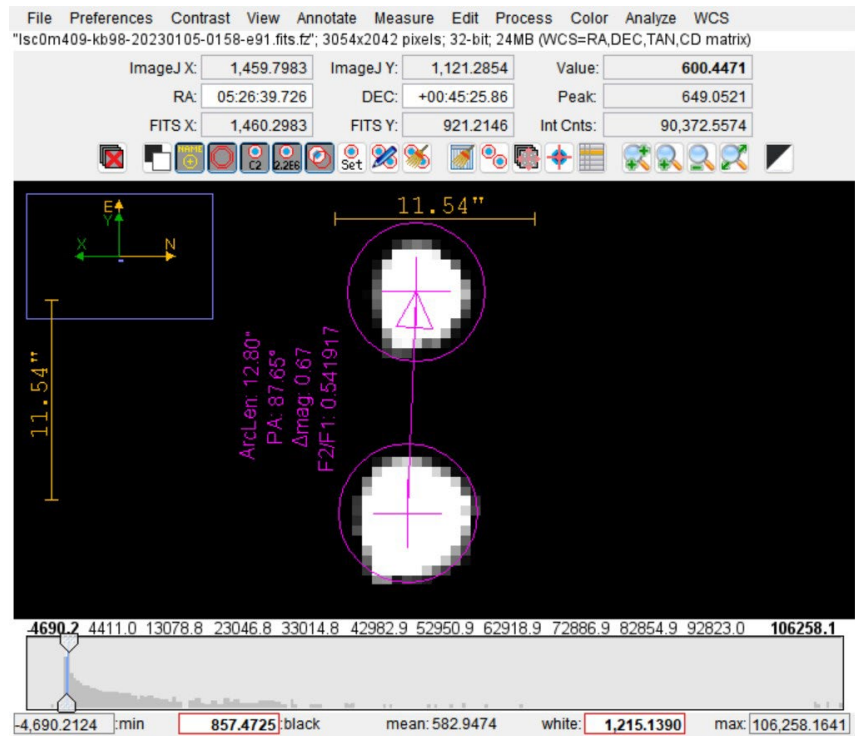 File Preferences Contrast View Annotate Measure Edit Process Color Analyze WCS
"lsc0m409-kb98-20230105-0158-e91.fits.fz"; 3054x2042 pixels; 32-bit; 24MB (WCS=RA,DEC,TAN,CD matrix)
ImageJ X: 1,459.7983 ImageJ Y: 1,121.2854 Value: 600.4471
RA: 05:26:39.726 DEC: +00:45:25.86 Peak: 649.0521
FITS X: 1,460.2983 FITS Y: 921.2146 Int Cnts: 90,372.5574
NAME C2 2.2E6 Set
11.54"
E
Y
X N
11.54"
ArcLen: 12.80"
PA: 87.65°
Δmag: 0.67
F2/F1: 0.541917
-4690.2 4411.0 13078.8 23046.8 33014.8 42982.9 52950.9 62918.9 72886.9 82854.9 92823.0 106258.1
-4,690.2124 :min 857.4725 :black mean: 582.9474 white: 1,215.1390 max: 106,258.1641